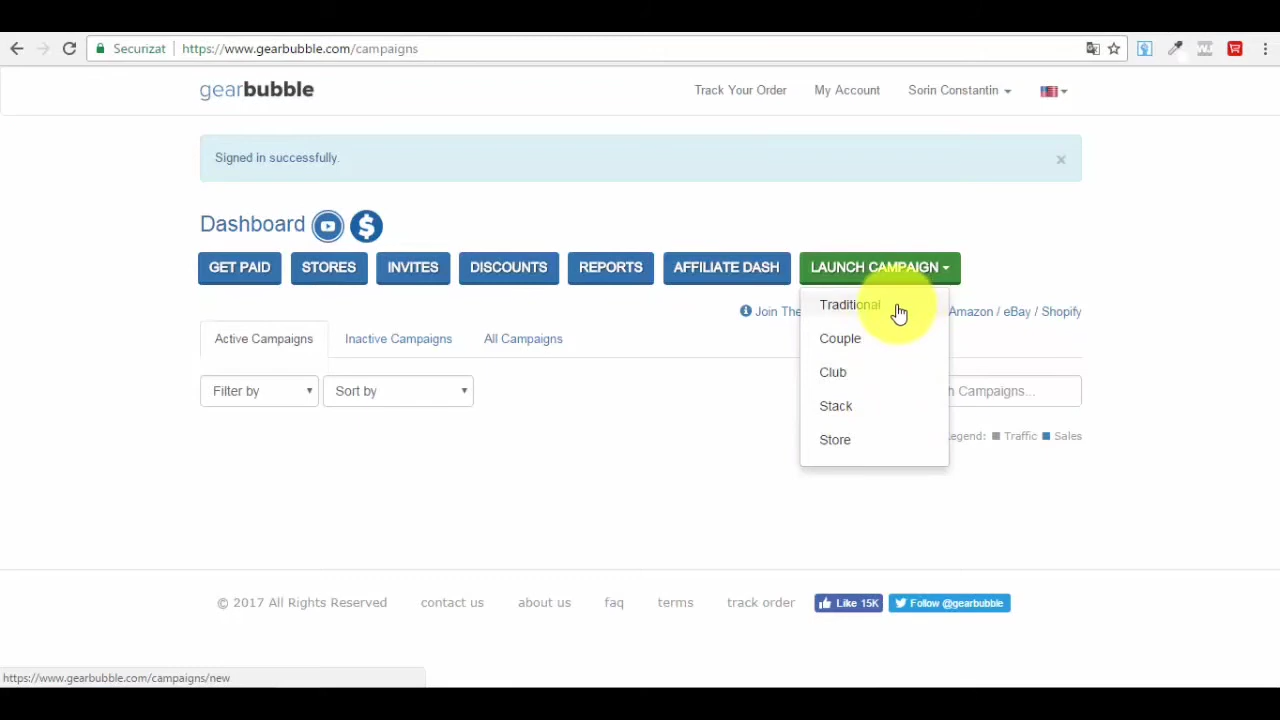 Securizat
https://www.gearbubble.com/campaigns
gearbubble
Track Your Order
My Account
Sorin Constantin
Signed in successfully.
×
Dashboard
$
GET PAID
STORES
INVITES
DISCOUNTS
REPORTS
AFFILIATE DASH
LAUNCH CAMPAIGN
Traditional
Couple
Club
Stack
Store
Join The
Amazon / eBay / Shopify
Active Campaigns
Inactive Campaigns
All Campaigns
Filter by
Sort by
Campaigns...
Legend:
Traffic
Sales
© 2017 All Rights Reserved
contact us
about us
faq
terms
track order
Like 15K
Follow @gearbubble
https://www.gearbubble.com/campaigns/new